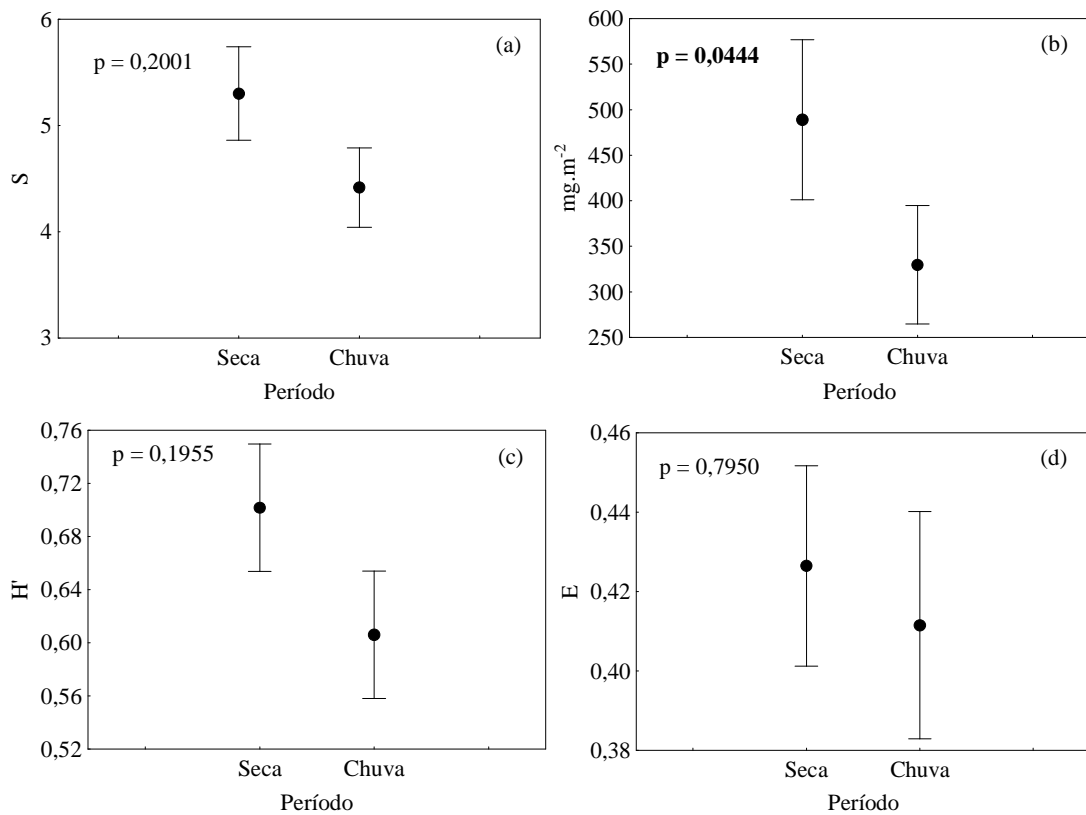 (a)
p = 0,2001
6
5
4
3
S
Seca Chuva
Período
(b)
p = 0,0444
600
550
500
450
400
350
300
250
mg.m-2
Seca Chuva
Período
(c)
p = 0,1955
0,76
0,72
0,68
0,64
0,60
0,56
0,52
H'
Seca Chuva
Período
(d)
p = 0,7950
0,46
0,44
0,42
0,40
0,38
E
Seca Chuva
Período